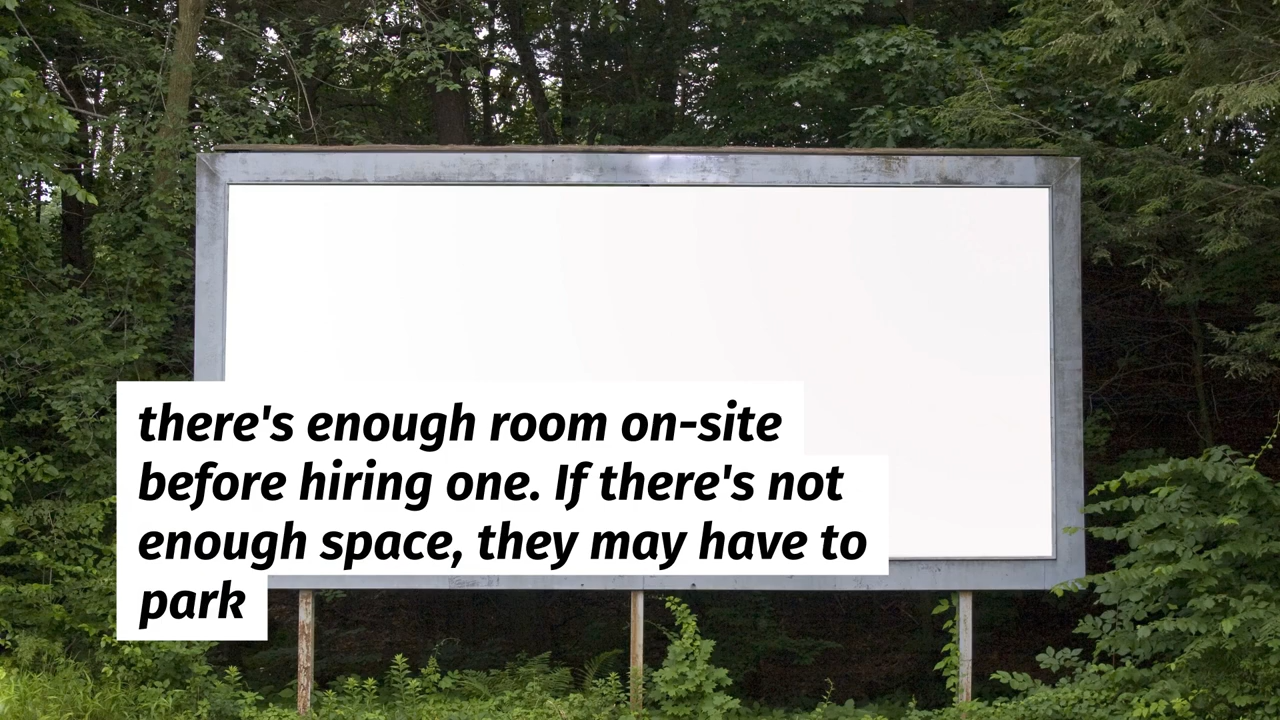 there's enough room on-site
before hiring one. If there's not
enough space, they may have to
park